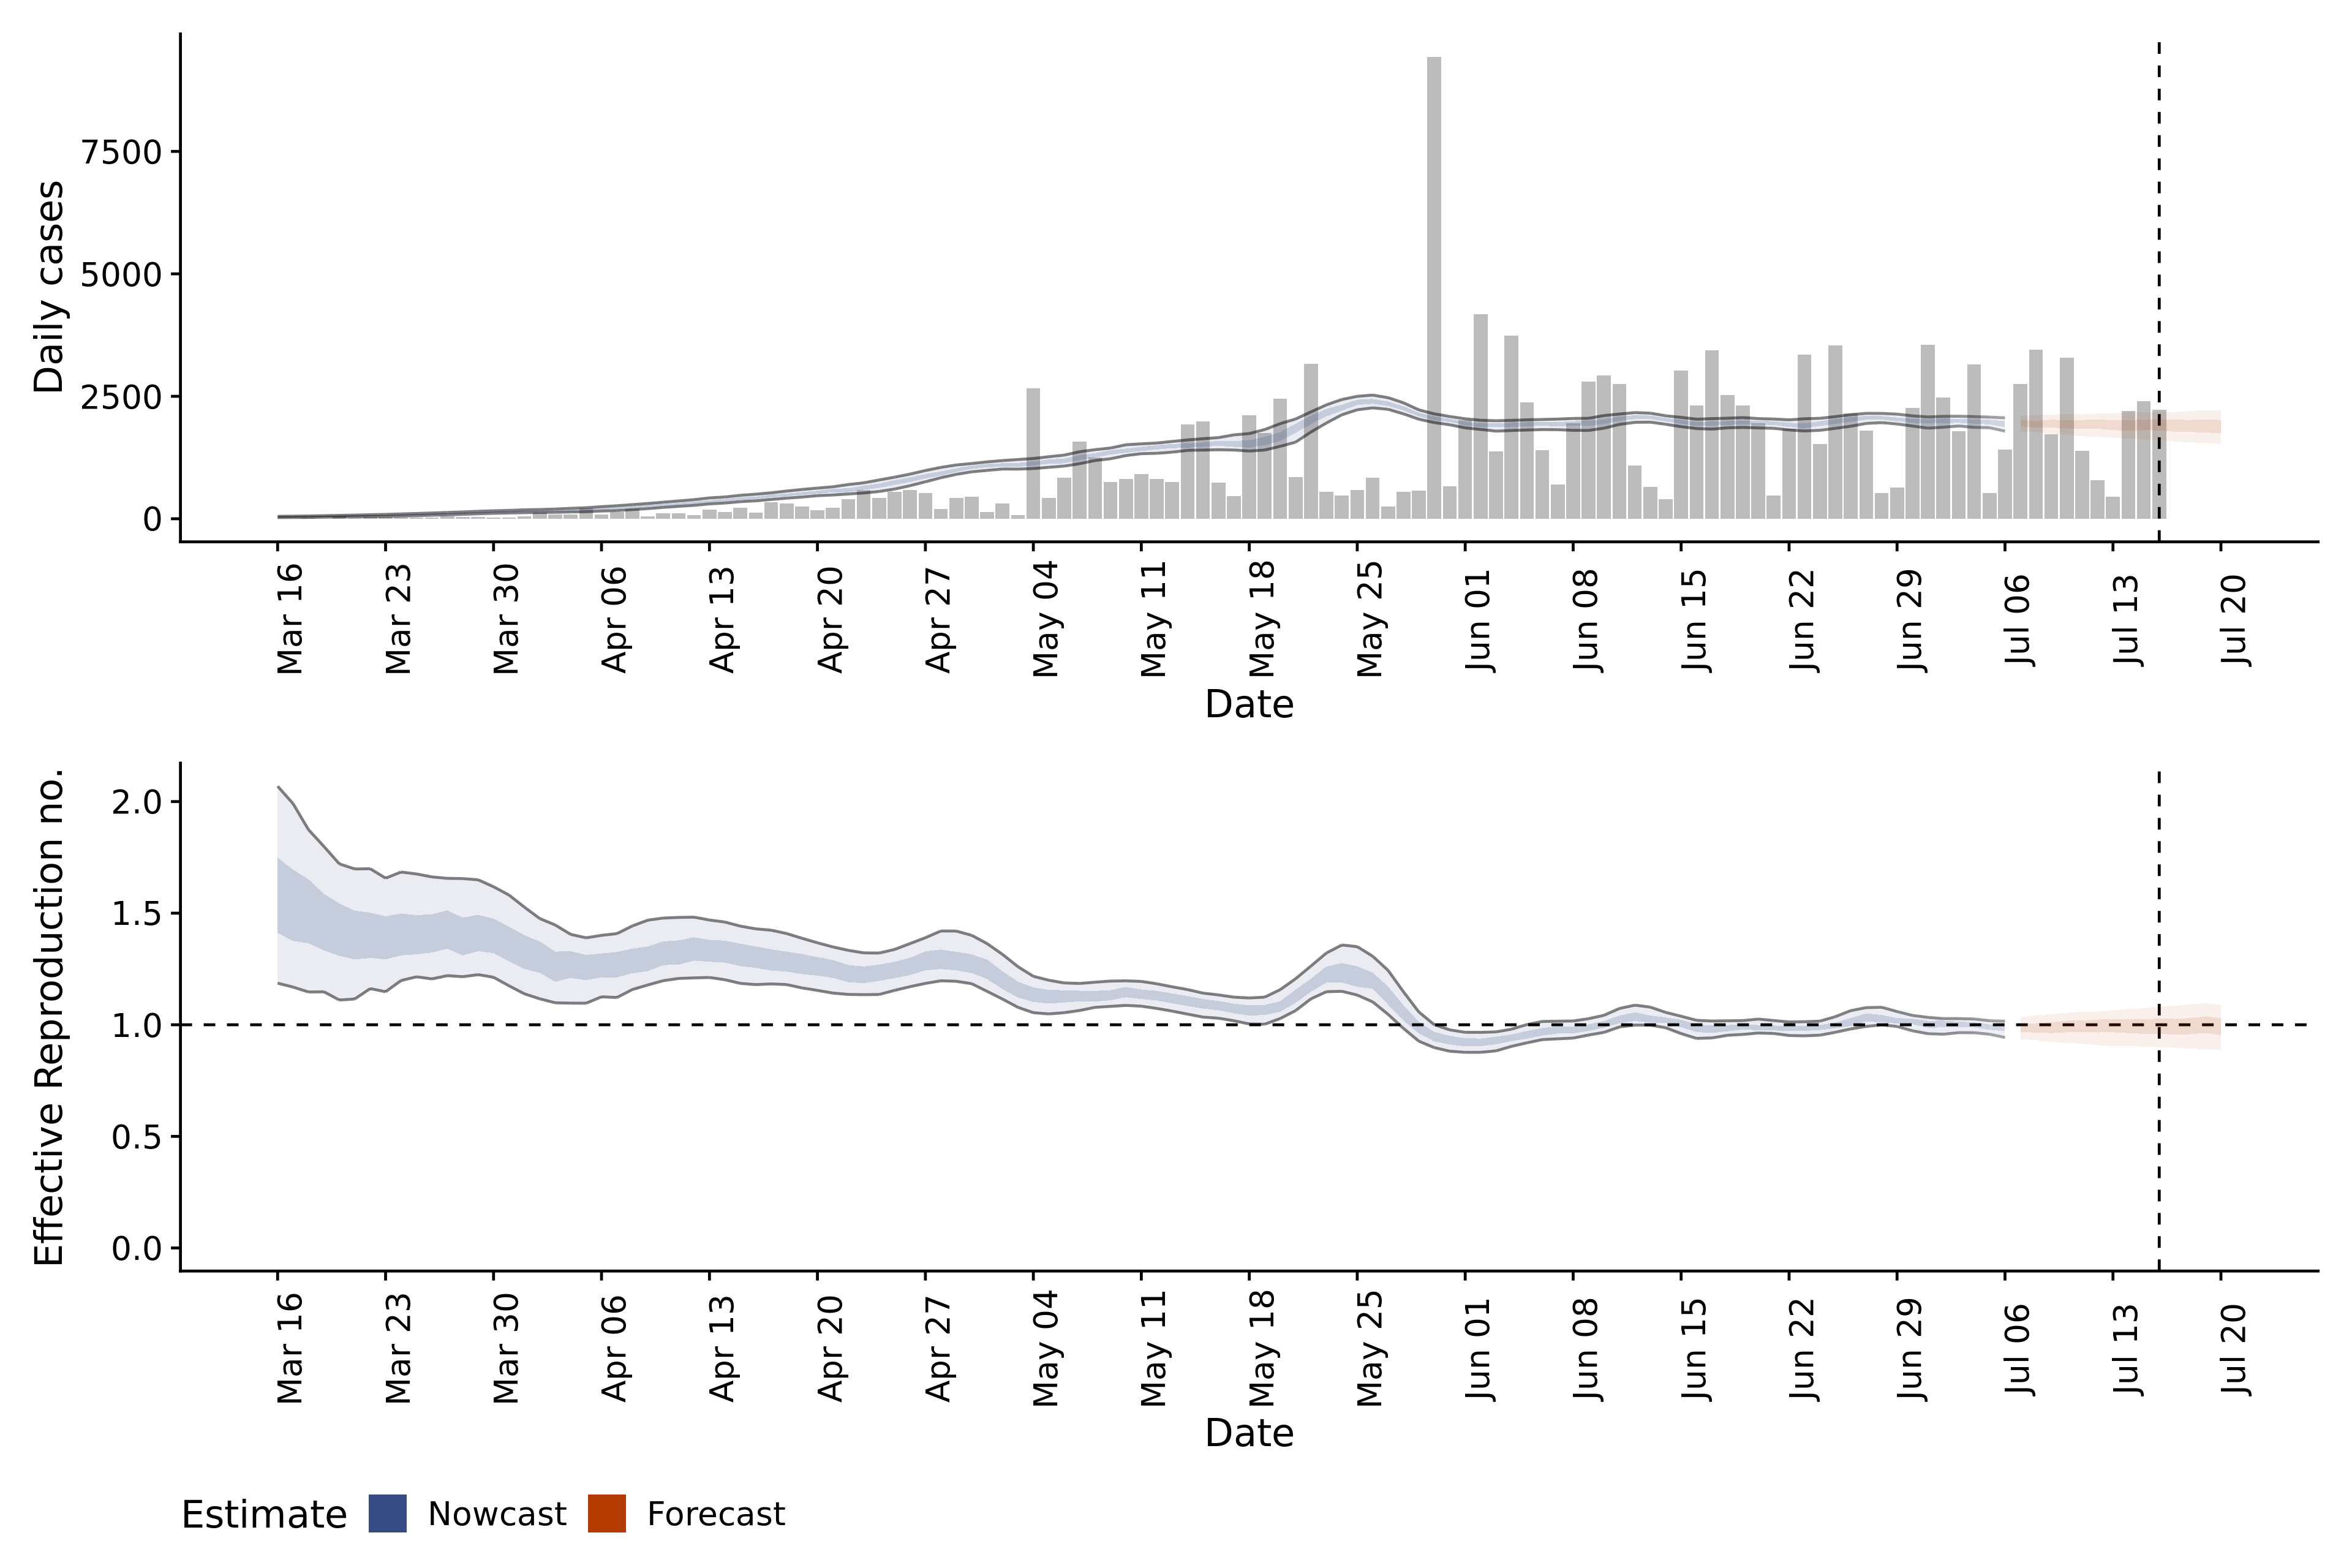 Daily cases
7500
5000
2500
0
Mar 16
Mar 23
Mar 30
Apr 06
Apr 13
Apr 20
Apr 27
May 04
May 11
May 18
May 25
Jun 01
Jun 08
Jun 15
Jun 22
Jun 29
Jul 06
Jul 13
Jul 20
Date
Effective Reproduction no.
2.0
1.5
1.0
0.5
0.0
Mar 16
Mar 23
Mar 30
Apr 06
Apr 13
Apr 20
Apr 27
May 04
May 11
May 18
May 25
Jun 01
Jun 08
Jun 15
Jun 22
Jun 29
Jul 06
Jul 13
Jul 20
Date
Estimate Nowcast Forecast